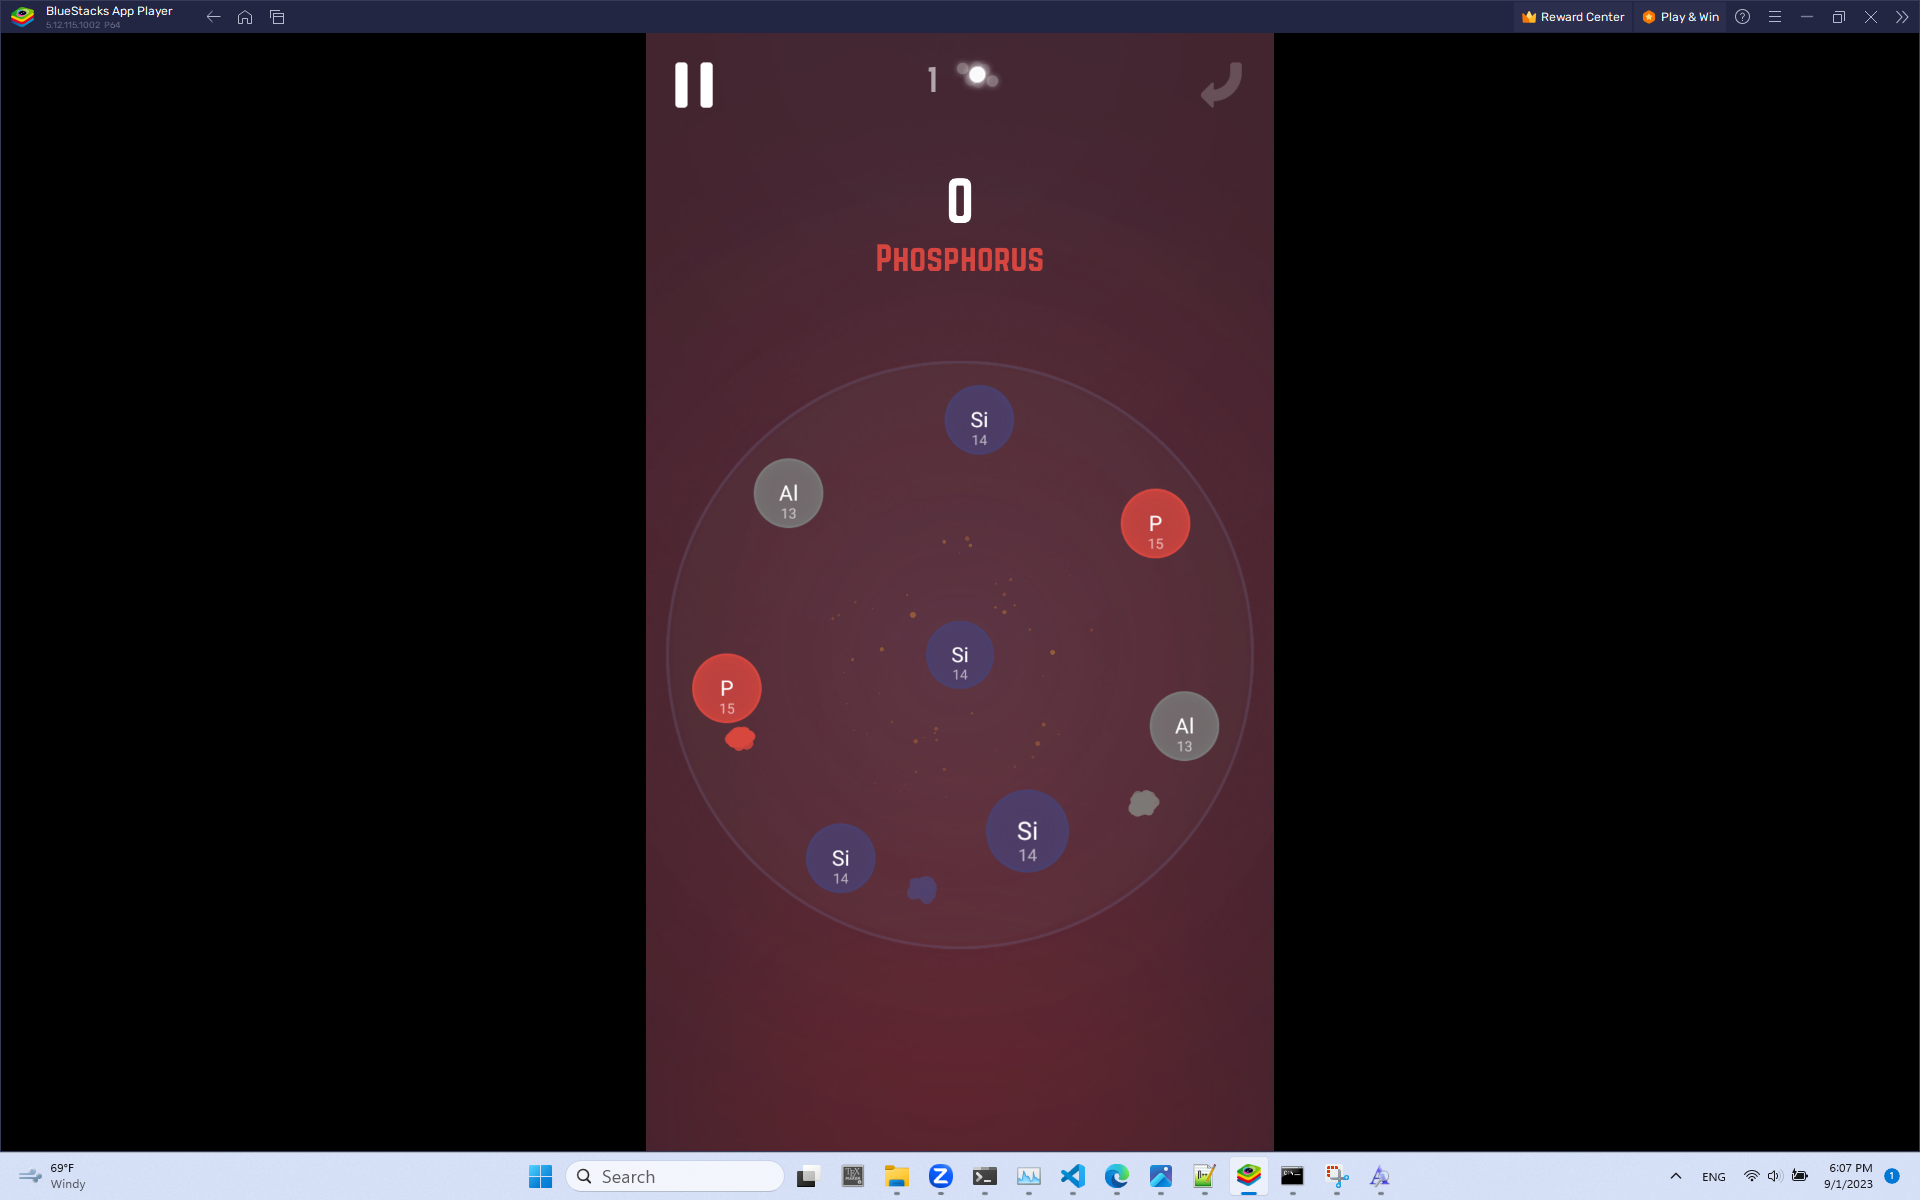 BlueStacks App Player
5.12.115.1002 P64
Reward Center
Play & Win
1
0
PHOSPHORUS
Si
14
Al
13
P
15
Si
14
P
15
Al
13
Si
14
Si
14
69°F
Windy
Search
ENG
6:07 PM
9/1/2023
1